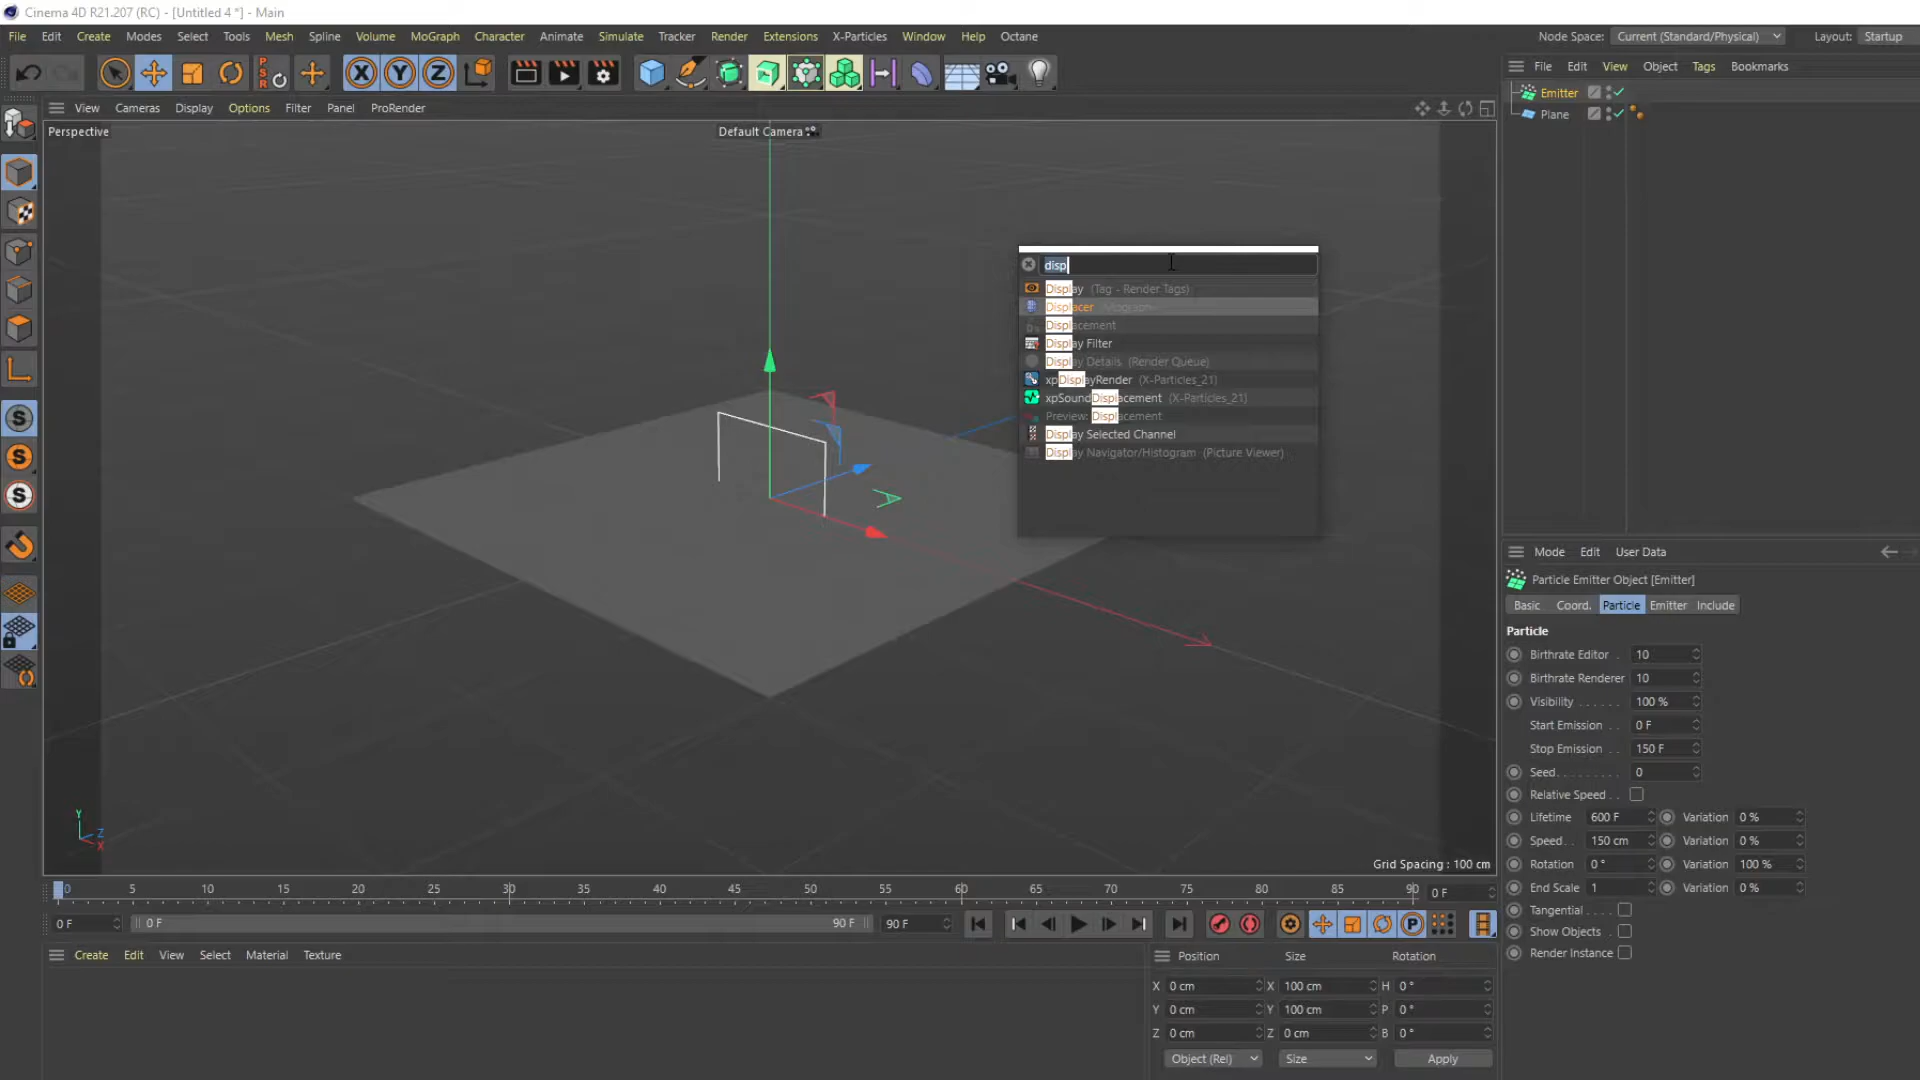 Cinema 4D R21.207 (RC) - [Untitled 4 *] - Main
File Edit Create Modes Select Tools Mesh Spline Volume MoGraph Character Animate Simulate Tracker Render Extensions X-Particles Window Help Octane
Node Space: Current (Standard/Physical) Layout: Startup
File Edit View Object Tags Bookmarks
Emitter
Plane
View Cameras Display Options Filter Panel ProRender
Perspective
Default Camera
disp
Display (Tag - Render Tags)
Displacer Mograph
Displacement
Display Filter
Display Details (Render Queue)
xpDisplayRender (X-Particles_21)
xpSoundDisplacement (X-Particles_21)
Preview: Displacement
Display Selected Channel
Display Navigator/Histogram (Picture Viewer)
Y
Z
X
Grid Spacing : 100 cm
Mode Edit User Data
Particle Emitter Object [Emitter]
Basic Coord. Particle Emitter Include
Particle
Birthrate Editor . 10
Birthrate Renderer 10
Visibility . . . . . . 100 %
Start Emission . . 0 F
Stop Emission . . 150 F
Seed. . . . . . . . . 0
Relative Speed . .
Lifetime 600 F Variation 0 %
Speed. . 150 cm Variation 0 %
Rotation 0 ° Variation 100 %
End Scale 1 Variation 0 %
Tangential . . . .
Show Objects . .
Render Instance
0 5 10 15 20 25 30 35 40 45 50 55 60 65 70 75 80 85 90 0 F
0 F 0 F 90 F 90 F
Create Edit View Select Material Texture
Position Size Rotation
X 0 cm X 100 cm H 0 °
Y 0 cm Y 100 cm P 0 °
Z 0 cm Z 0 cm B 0 °
Object (Rel) Size Apply